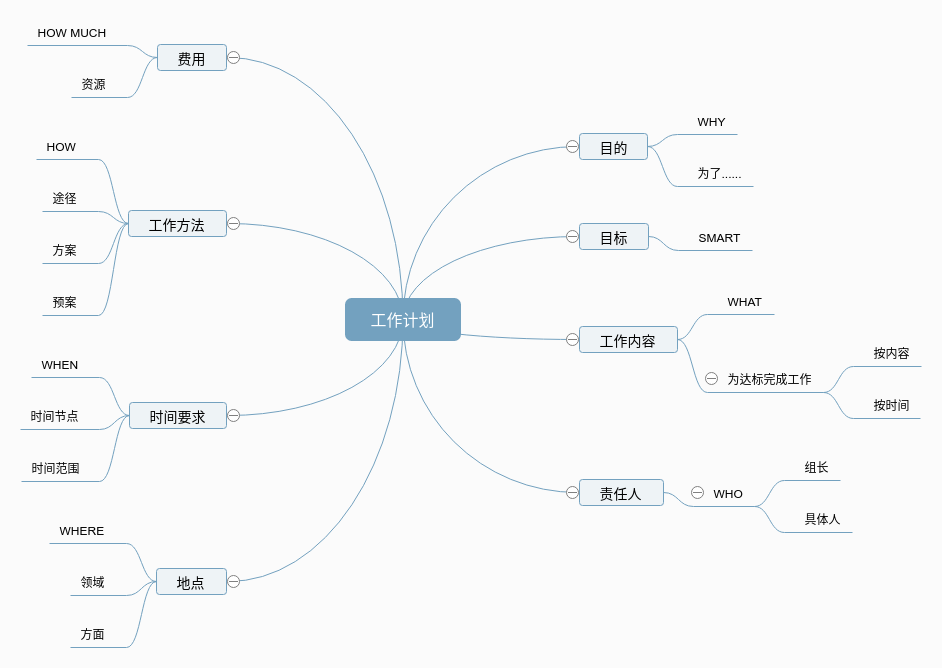 工作计划
目的
WHY
为了......
目标
SMART
工作内容
WHAT
为达标完成工作
按内容
按时间
责任人
WHO
组长
具体人
费用
HOW MUCH
资源
工作方法
HOW
途径
方案
预案
时间要求
WHEN
时间节点
时间范围
地点
WHERE
领域
方面